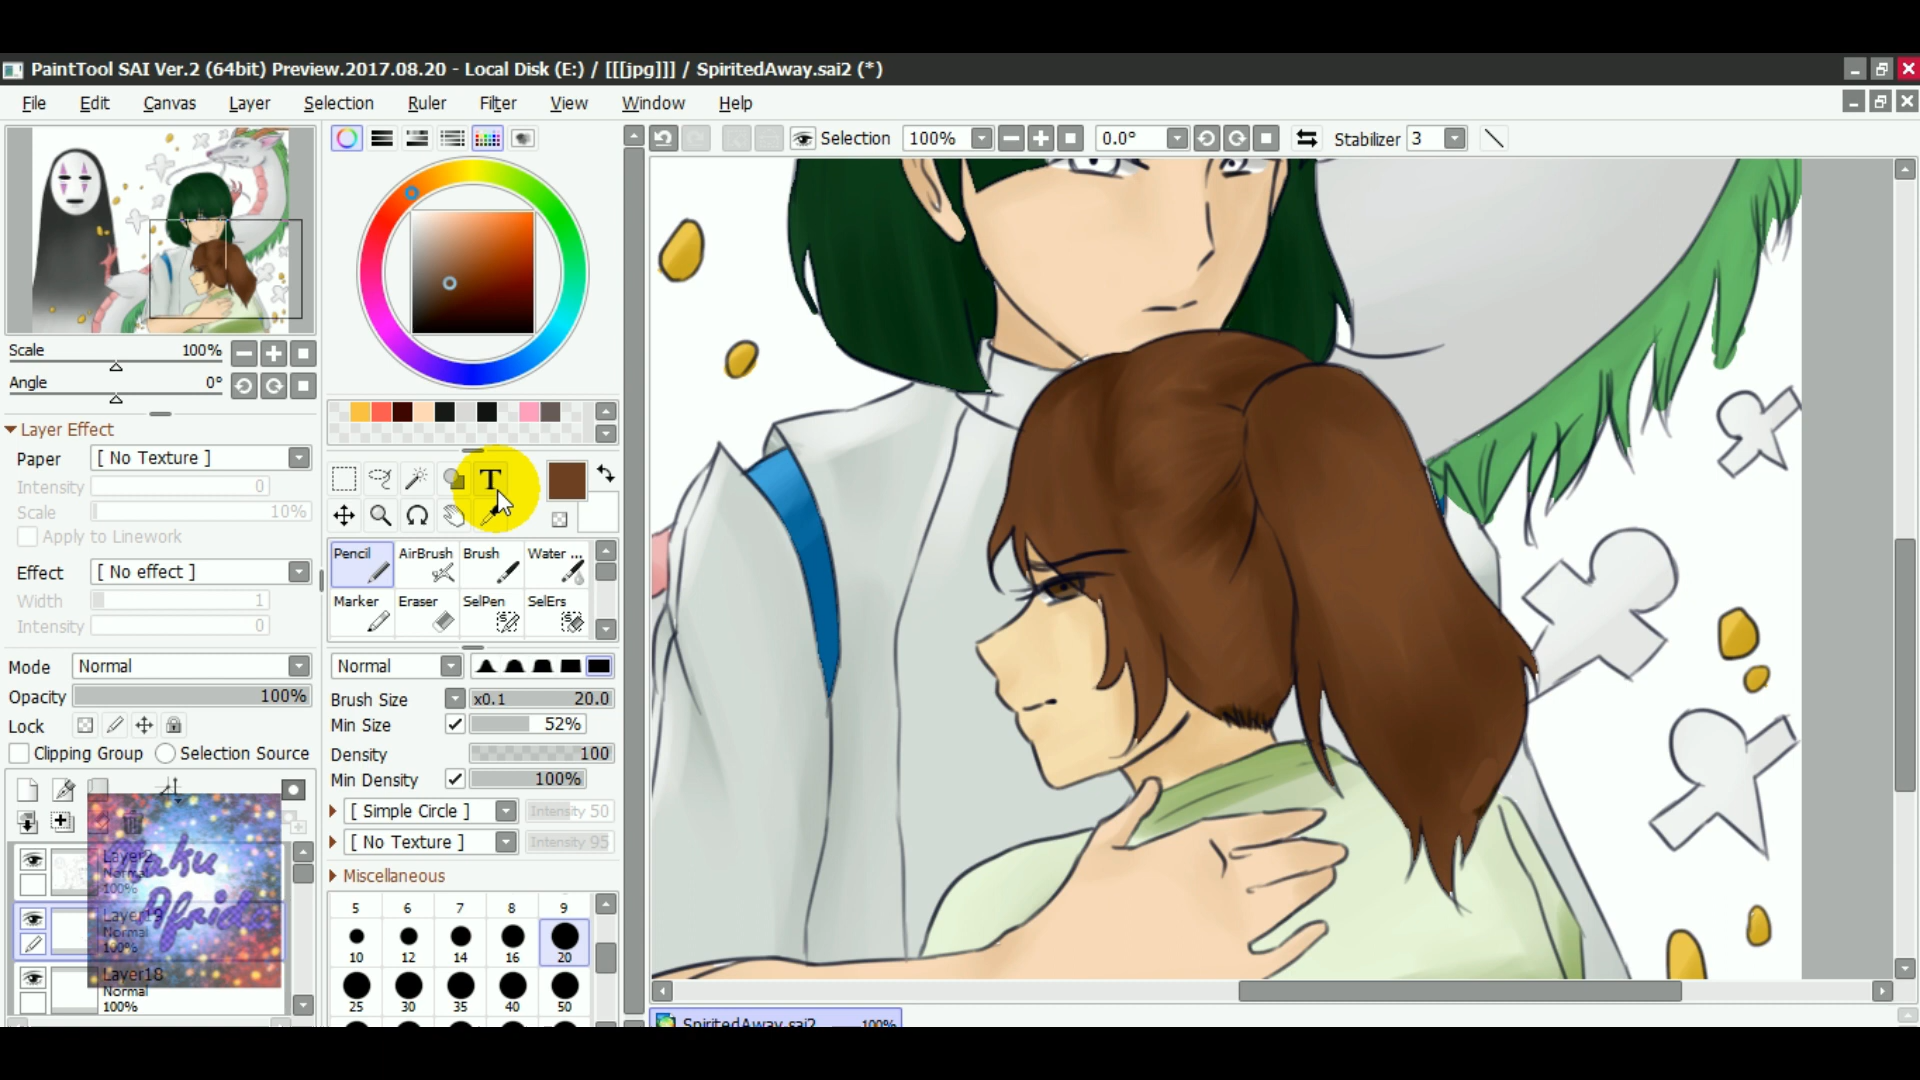 PaintTool SAI Ver.2 (64bit) Preview.2017.08.20 - Local Disk (E:) / [[[jpg]]] / SpiritedAway.sai2 (*)
File Edit Canvas Layer Selection Ruler Filter View Window Help
Selection 100% 0.0° Stabilizer 3
Scale 100%
Angle 0°
Layer Effect
Paper [ No Texture ]
Intensity 0
Scale 10%
Apply to Linework
Effect [ No effect ]
Width 1
Intensity 0
Mode Normal
Opacity 100%
Lock
Clipping Group Selection Source
Layer2
Normal
100%
Layer19
Normal
100%
Layer18
Normal
100%
T
Pencil AirBrush Brush Water ...
Marker Eraser SelPen SelErs
Normal
Brush Size x0.1 20.0
Min Size 52%
Density 100
Min Density 100%
[ Simple Circle ] Intensity 50
[ No Texture ] Intensity 95
Miscellaneous
5 6 7 8 9
10 12 14 16 20
25 30 35 40 50
SpiritedAway.sai2 100%